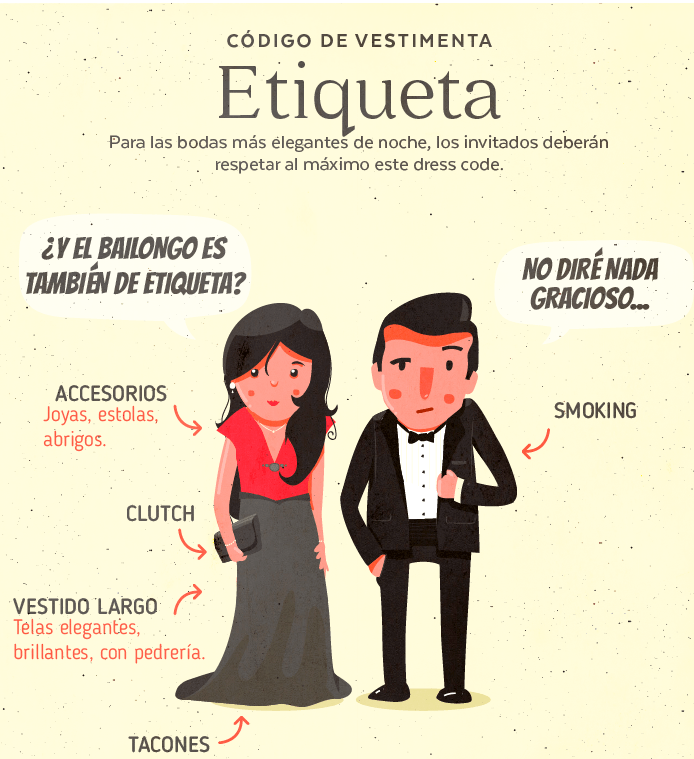 CÓDIGO DE VESTIMENTA
Etiqueta
Para las bodas más elegantes de noche, los invitados deberán
respetar al máximo este dress code.
¿Y EL BAILONGO ES
TAMBIÉN DE ETIQUETA?
NO DIRÉ NADA
GRACIOSO...
ACCESORIOS
Joyas, estolas,
abrigos.
SMOKING
CLUTCH
VESTIDO LARGO
Telas elegantes,
brillantes, con pedrería.
TACONES